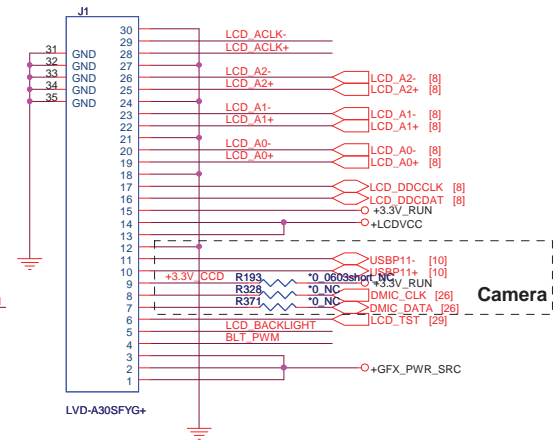 J1
30
29 LCD_ACLK-
28 LCD_ACLK+
31 GND 27
32 GND
33 GND 26 LCD_A2- LCD_A2- [8]
34 GND 25 LCD_A2+ LCD_A2+ [8]
35 GND 24
23 LCD_A1- LCD_A1- [8]
22 LCD_A1+ LCD_A1+ [8]
21
20 LCD_A0- LCD_A0- [8]
19 LCD_A0+ LCD_A0+ [8]
18
17 LCD_DDCCLK [8]
16 LCD_DDCDAT [8]
15 +3.3V_RUN
14 +LCDVCC
13
12
11 USBP11- [10]
10 USBP11+ [10]
9 +3.3V_CCD R193 *0_0603short_NC +3.3V_RUN
8 R328 *0_NC DMIC_CLK [26]
7 R371 *0_NC DMIC_DATA [26]
Camera
6 LCD_TST [29]
5 LCD_BACKLIGHT
4 BLT_PWM
3
2 +GFX_PWR_SRC
1
LVD-A30SFYG+